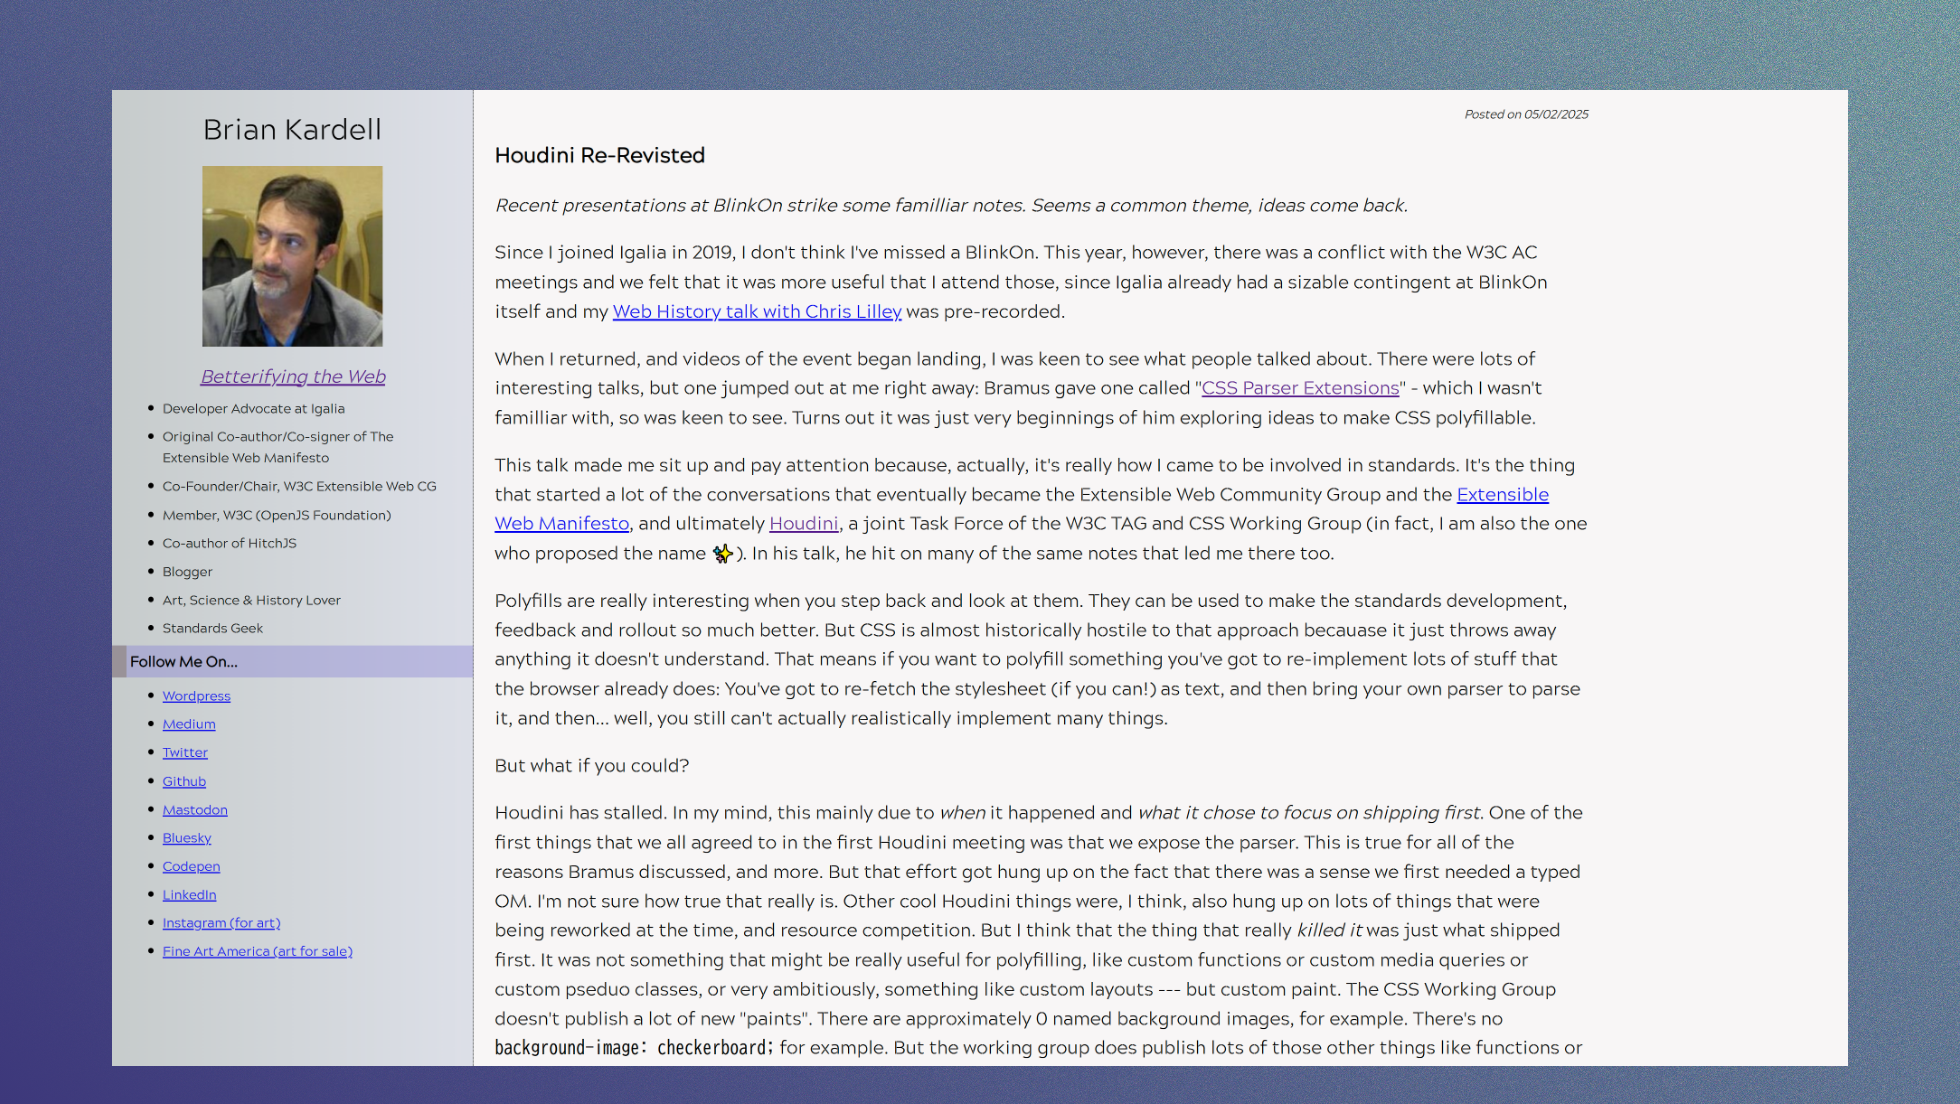 Brian Kardell
Betterifying the Web
Developer Advocate at Igalia
Original Co-author/Co-signer of The
Extensible Web Manifesto
Co-Founder/Chair, W3C Extensible Web CG
Member, W3C (OpenJS Foundation)
Co-author of HitchJS
Blogger
Art, Science & History Lover
Standards Geek
Follow Me On...
Wordpress
Medium
Twitter
Github
Mastodon
Bluesky
Codepen
LinkedIn
Instagram (for art)
Fine Art America (art for sale)
Posted on 05/02/2025
Houdini Re-Revisted
Recent presentations at BlinkOn strike some familliar notes. Seems a common theme, ideas come back.
Since I joined Igalia in 2019, I don't think I've missed a BlinkOn. This year, however, there was a conflict with the W3C AC
meetings and we felt that it was more useful that I attend those, since Igalia already had a sizable contingent at BlinkOn
itself and my Web History talk with Chris Lilley was pre-recorded.
When I returned, and videos of the event began landing, I was keen to see what people talked about. There were lots of
interesting talks, but one jumped out at me right away: Bramus gave one called "CSS Parser Extensions" - which I wasn't
familliar with, so was keen to see. Turns out it was just very beginnings of him exploring ideas to make CSS polyfillable.
This talk made me sit up and pay attention because, actually, it's really how I came to be involved in standards. It's the thing
that started a lot of the conversations that eventually became the Extensible Web Community Group and the Extensible
Web Manifesto, and ultimately Houdini, a joint Task Force of the W3C TAG and CSS Working Group (in fact, I am also the one
who proposed the name ✨). In his talk, he hit on many of the same notes that led me there too.
Polyfills are really interesting when you step back and look at them. They can be used to make the standards development,
feedback and rollout so much better. But CSS is almost historically hostile to that approach becauase it just throws away
anything it doesn't understand. That means if you want to polyfill something you've got to re-implement lots of stuff that
the browser already does: You've got to re-fetch the stylesheet (if you can!) as text, and then bring your own parser to parse
it, and then... well, you still can't actually realistically implement many things.
But what if you could?
Houdini has stalled. In my mind, this mainly due to when it happened and what it chose to focus on shipping first. One of the
first things that we all agreed to in the first Houdini meeting was that we expose the parser. This is true for all of the
reasons Bramus discussed, and more. But that effort got hung up on the fact that there was a sense we first needed a typed
OM. I'm not sure how true that really is. Other cool Houdini things were, I think, also hung up on lots of things that were
being reworked at the time, and resource competition. But I think that the thing that really killed it was just what shipped
first. It was not something that might be really useful for polyfilling, like custom functions or custom media queries or
custom pseduo classes, or very ambitiously, something like custom layouts --- but custom paint. The CSS Working Group
doesn't publish a lot of new "paints". There are approximately 0 named background images, for example. There's no
background-image: checkerboard; for example. But the working group does publish lots of those other things like functions or